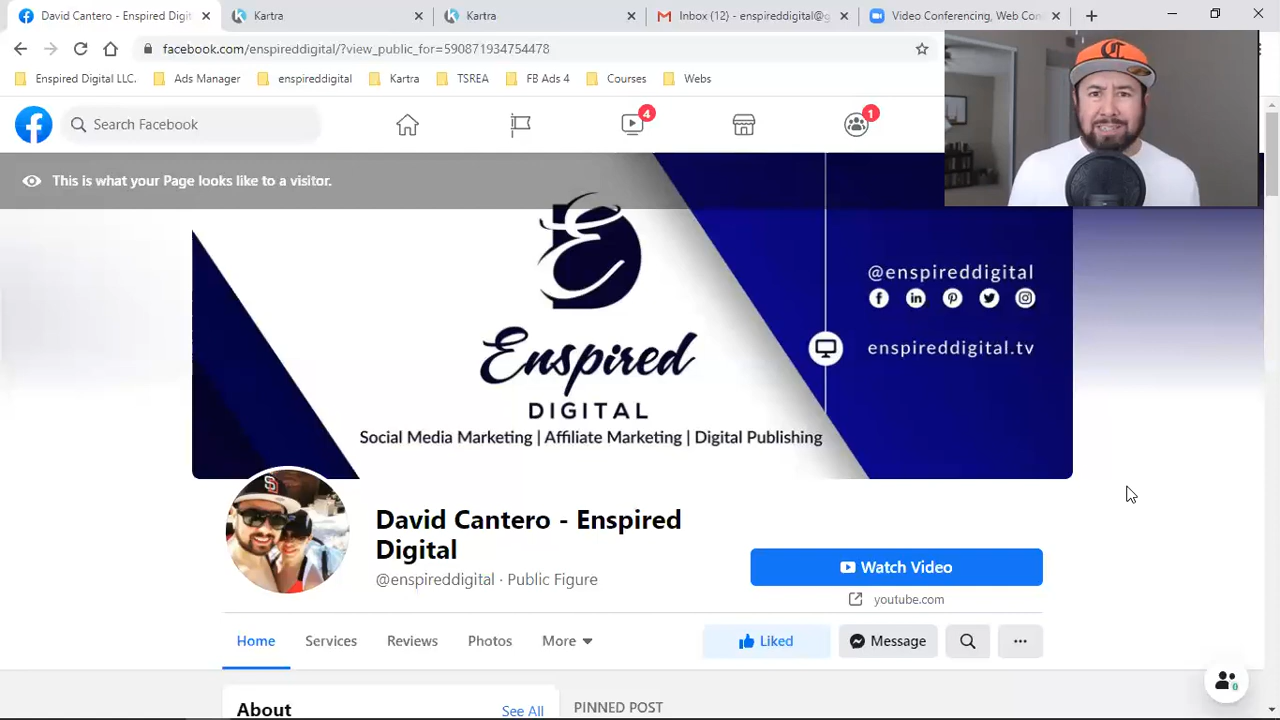 David Cantero - Enspired Digit
Kartra
Kartra
Inbox (12) - enspireddigital@g
Video Conferencing, Web Con
facebook.com/enspireddigital/?view_public_for=590871934754478
Enspired Digital LLC.
Ads Manager
enspireddigital
Kartra
TSREA
FB Ads 4
Courses
Webs
Search Facebook
4
1
This is what your Page looks like to a visitor.
@enspireddigital
enspireddigital.tv
Enspired
DIGITAL
Social Media Marketing | Affiliate Marketing | Digital Publishing
David Cantero - Enspired
Digital
@enspireddigital · Public Figure
Watch Video
youtube.com
Home
Services
Reviews
Photos
More
Liked
Message
0
About
See All
PINNED POST